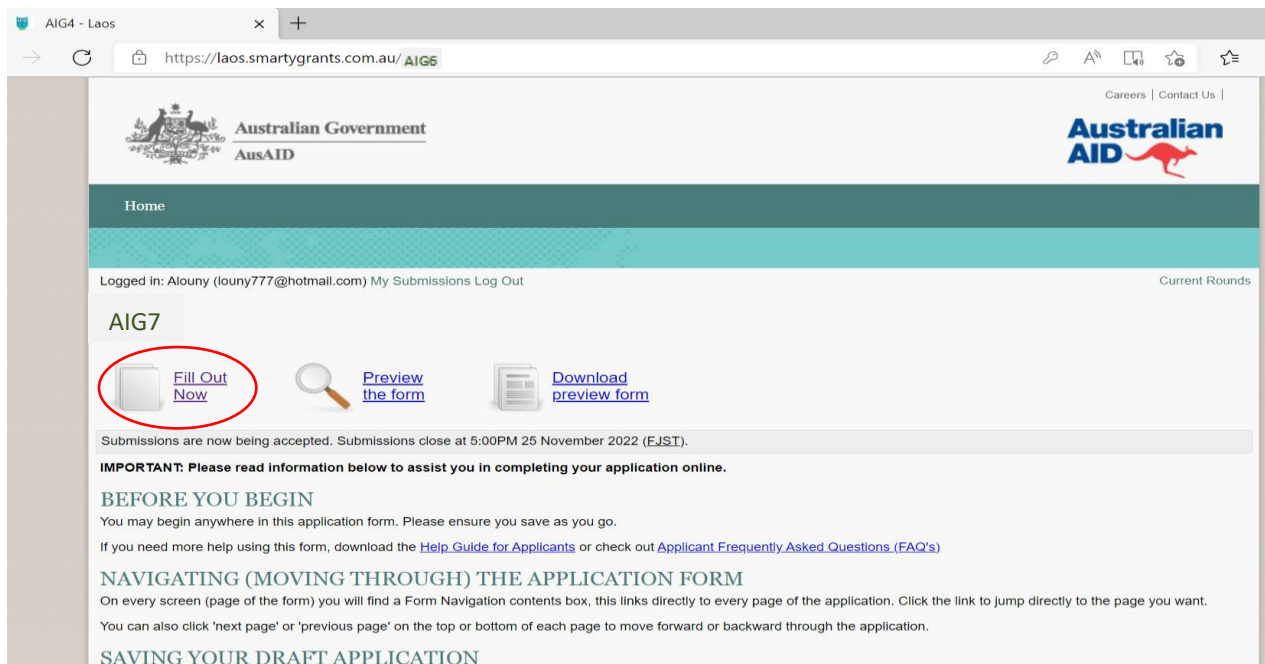 AIG4 - Laos
https://laos.smartygrants.com.au/AIG6
Careers | Contact Us |
Australian Government
AusAID
Australian
AID
Home
Logged in: Alouny (louny777@hotmail.com) My Submissions Log Out
Current Rounds
AIG7
Fill Out
Now
Preview
the form
Download
preview form
Submissions are now being accepted. Submissions close at 5:00PM 25 November 2022 (FJST).
IMPORTANT: Please read information below to assist you in completing your application online.
BEFORE YOU BEGIN
You may begin anywhere in this application form. Please ensure you save as you go.
If you need more help using this form, download the Help Guide for Applicants or check out Applicant Frequently Asked Questions (FAQ's)
NAVIGATING (MOVING THROUGH) THE APPLICATION FORM
On every screen (page of the form) you will find a Form Navigation contents box, this links directly to every page of the application. Click the link to jump directly to the page you want.
You can also click 'next page' or 'previous page' on the top or bottom of each page to move forward or backward through the application.
SAVING YOUR DRAFT APPLICATION